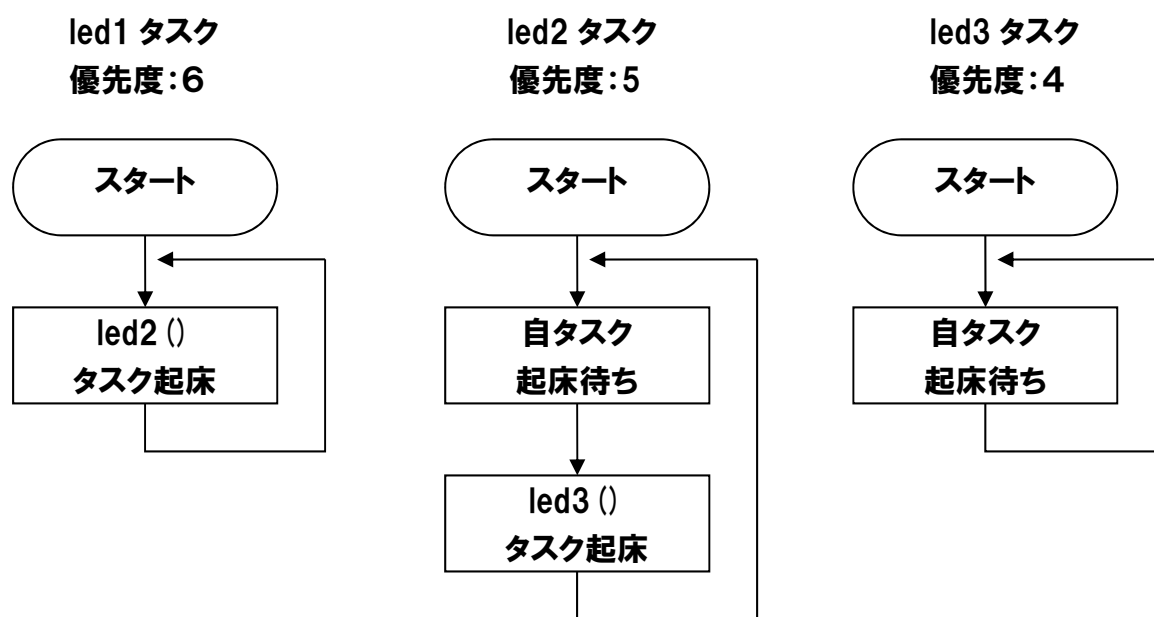 led1 タスク
優先度：６
スタート
led2 ()
タスク起床
led2 タスク
優先度：5
スタート
自タスク
起床待ち
led3 ()
タスク起床
led3 タスク
優先度：４
スタート
自タスク
起床待ち